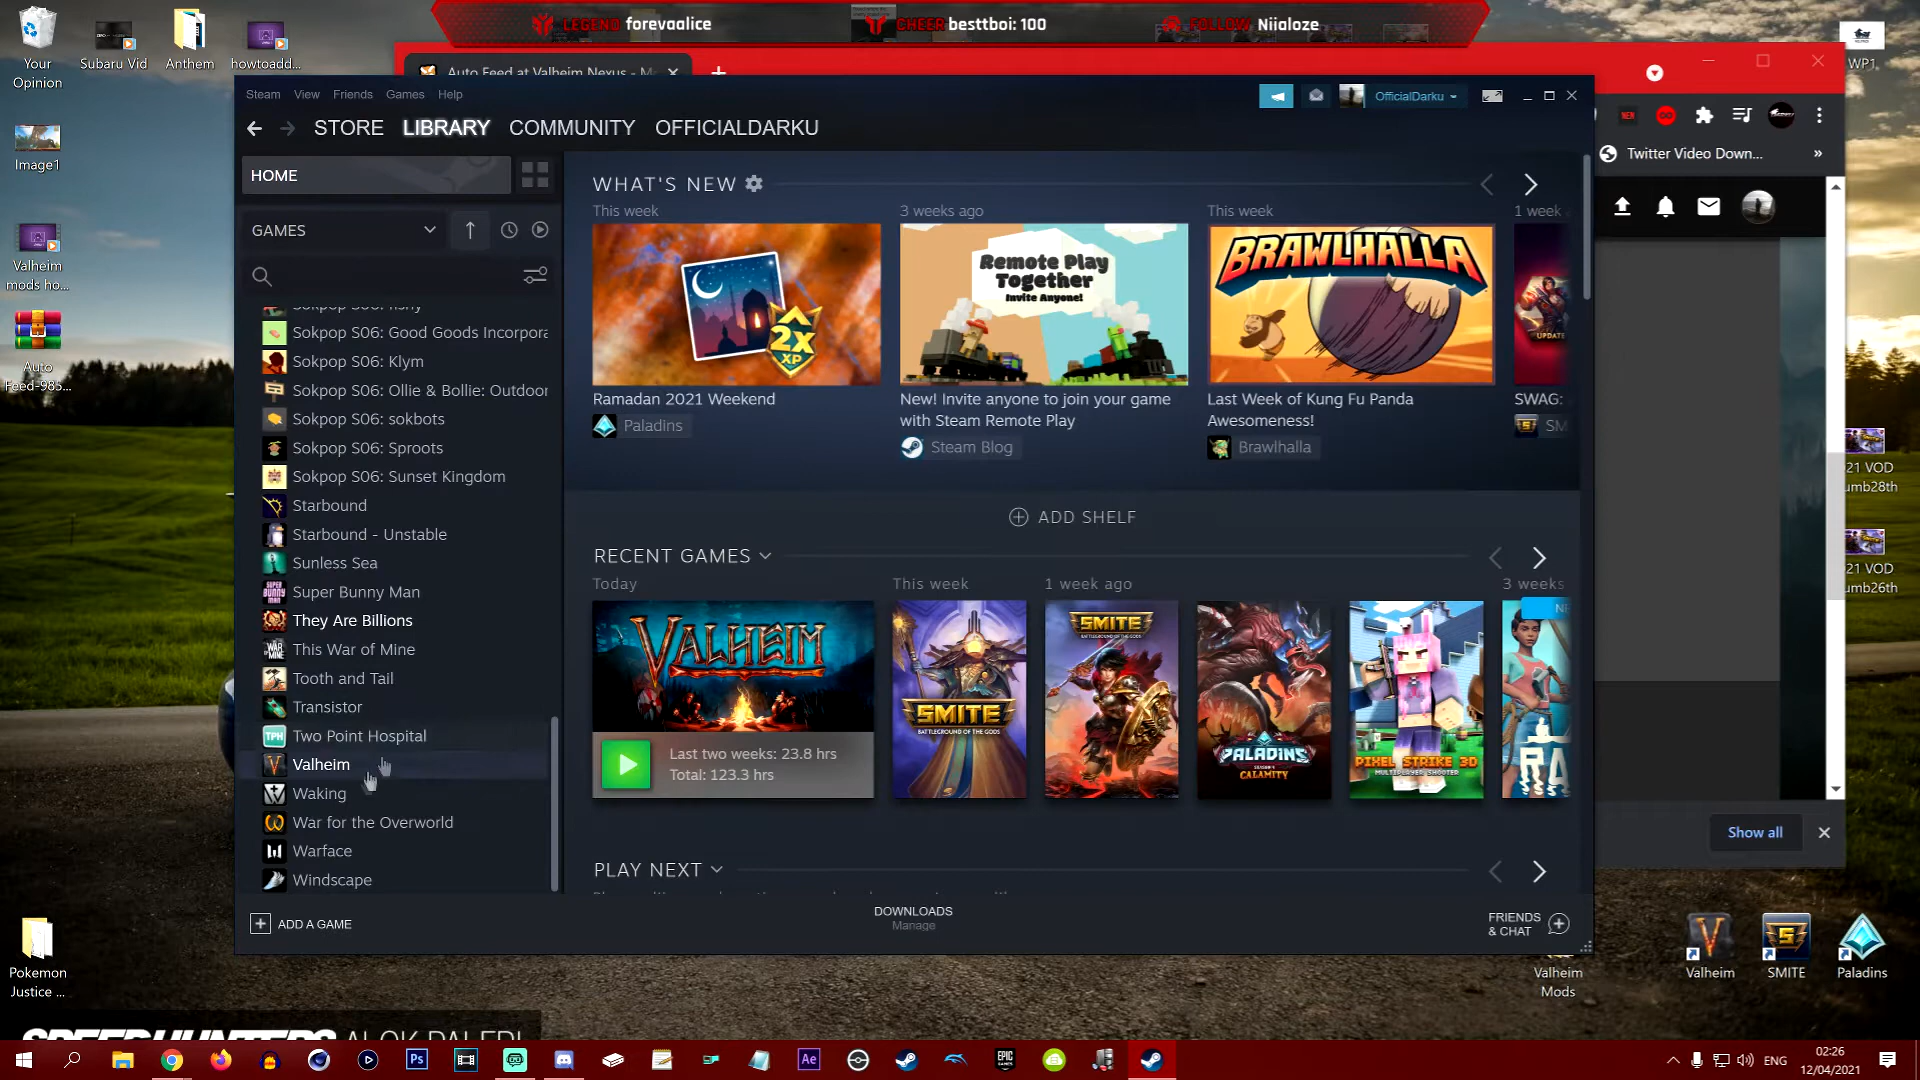 LEGEND forevaalice
CHEER besttboi: 100
FOLLOW Niialoze
Your Opinion
Subaru Vid
Anthem
howtoadd...
WP1
Auto Feed at Valheim Nexus - M
Steam View Friends Games Help
OfficialDarku
STORE LIBRARY COMMUNITY OFFICIALDARKU
Twitter Video Down...
»
Image1
HOME
WHAT'S NEW
This week
3 weeks ago
This week
1 week
GAMES
Valheim mods ho...
Auto Feed-985...
2X XP
Remote Play Together
Invite Anyone!
BRAWLHALLA
UPDATE
Ramadan 2021 Weekend
Paladins
New! Invite anyone to join your game
with Steam Remote Play
Steam Blog
Last Week of Kung Fu Panda
Awesomeness!
Brawlhalla
SWAG:
SM
Sokpop S06: Good Goods Incorpora
Sokpop S06: Klym
Sokpop S06: Ollie & Bollie: Outdoor
Sokpop S06: sokbots
Sokpop S06: Sproots
Sokpop S06: Sunset Kingdom
Starbound
Starbound - Unstable
Sunless Sea
Super Bunny Man
They Are Billions
This War of Mine
Tooth and Tail
Transistor
TPH
Two Point Hospital
Valheim
Waking
War for the Overworld
Warface
Windscape
21 VOD
umb28th
21 VOD
umb26th
ADD SHELF
RECENT GAMES
Today
This week
1 week ago
3 weeks
VALHEIM
Last two weeks: 23.8 hrs
Total: 123.3 hrs
SMITE
BATTLEGROUND OF THE GODS
SMITE
BATTLEGROUND OF THE GODS
PALADINS
CALAMITY
PIXEL STRIKE 3D
MULTIPLAYER SHOOTER
Show all
PLAY NEXT
ADD A GAME
DOWNLOADS
Manage
FRIENDS
& CHAT
Pokemon Justice ...
Valheim Mods
Valheim
SMITE
Paladins
Ps
Ae
EPIC GAMES
ENG
02:26
12/04/2021